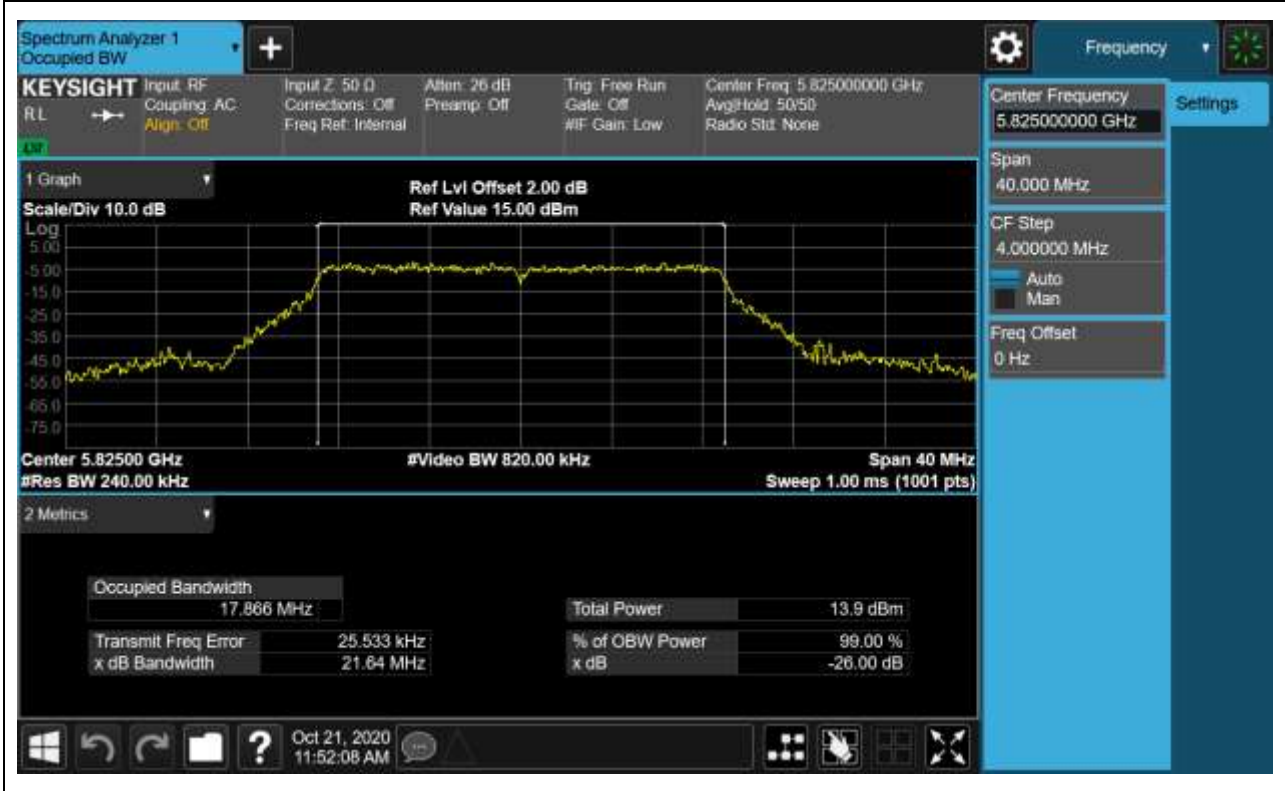 Spectrum Analyzer 1
Occupied BW
Frequency
KEYSIGHT
RL
Input: RF
Coupling: AC
Align: Off
Input Z: 50 Ω
Corrections: Off
Freq Ref: Internal
Atten: 26 dB
Preamp: Off
Trig: Free Run
Gate: Off
#IF Gain: Low
Center Freq: 5.825000000 GHz
Avg|Hold: 50/50
Radio Std: None
Center Frequency
5.825000000 GHz
Settings
Span
40.000 MHz
CF Step
4.000000 MHz
Auto
Man
Freq Offset
0 Hz
1 Graph
Scale/Div 10.0 dB
Ref Lvl Offset 2.00 dB
Ref Value 15.00 dBm
Log
5.00
-5.00
-15.0
-25.0
-35.0
-45.0
-55.0
-65.0
-75.0
Center 5.82500 GHz
#Video BW 820.00 kHz
Span 40 MHz
#Res BW 240.00 kHz
Sweep 1.00 ms (1001 pts)
2 Metrics
Occupied Bandwidth
17.866 MHz
Total Power 13.9 dBm
Transmit Freq Error 25.533 kHz
% of OBW Power 99.00 %
x dB Bandwidth 21.64 MHz
x dB -26.00 dB
?
Oct 21, 2020
11:52:08 AM